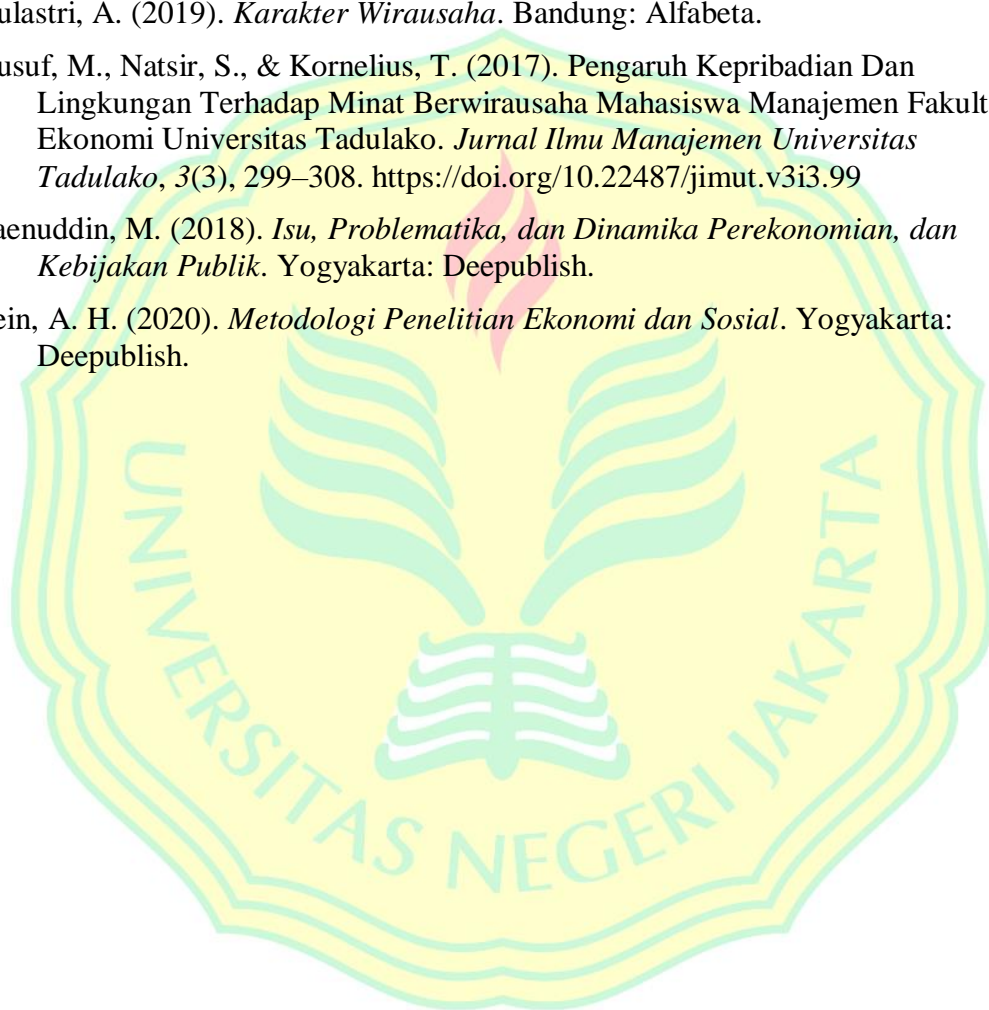 ulastri, A. (2019). Karakter Wirausaha. Bandung: Alfabeta.
usuf, M., Natsir, S., & Kornelius, T. (2017). Pengaruh Kepribadian Dan
Lingkungan Terhadap Minat Berwirausaha Mahasiswa Manajemen Fakult
Ekonomi Universitas Tadulako. Jurnal Ilmu Manajemen Universitas
Tadulako, 3(3), 299–308. https://doi.org/10.22487/jimut.v3i3.99
aenuddin, M. (2018). Isu, Problematika, dan Dinamika Perekonomian, dan
Kebijakan Publik. Yogyakarta: Deepublish.
ein, A. H. (2020). Metodologi Penelitian Ekonomi dan Sosial. Yogyakarta:
Deepublish.
UNIVERSITAS NEGERI JAKARTA